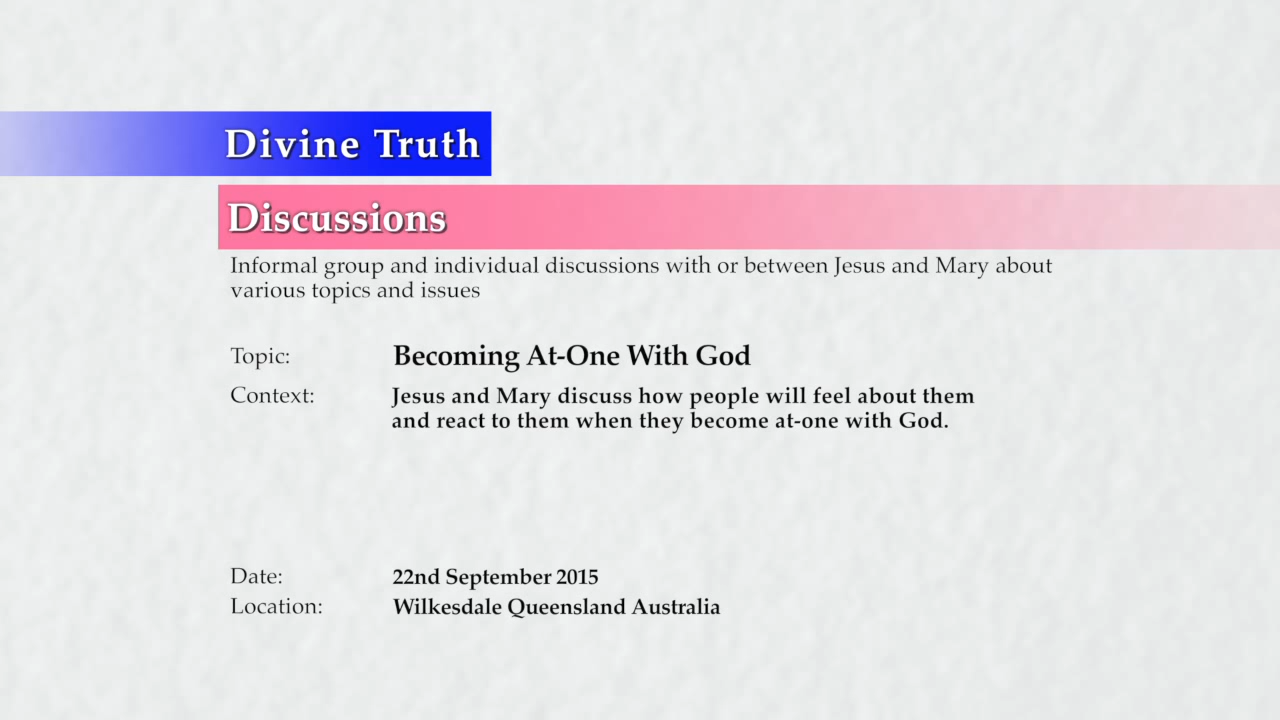 Divine Truth
Discussions
Informal group and individual discussions with or between Jesus and Mary about
various topics and issues
Topic: Becoming At-One With God
Context: Jesus and Mary discuss how people will feel about them
and react to them when they become at-one with God.
Date: 22nd September 2015
Location: Wilkesdale Queensland Australia